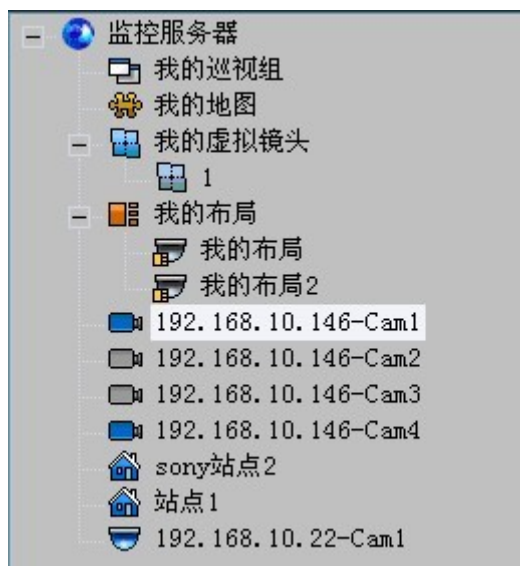 监控服务器
我的巡视组
我的地图
我的虚拟镜头
1
我的布局
我的布局
我的布局2
192.168.10.146-Cam1
192.168.10.146-Cam2
192.168.10.146-Cam3
192.168.10.146-Cam4
sony站点2
站点1
192.168.10.22-Cam1